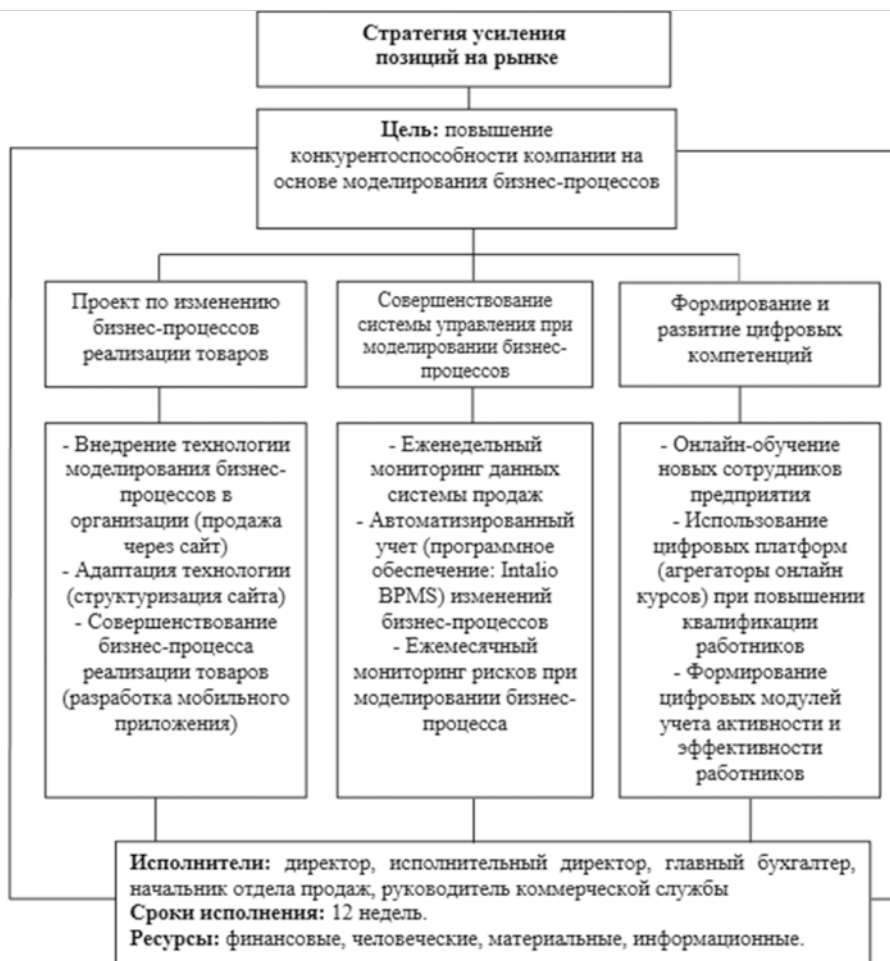 Стратегия усиления
позиций на рынке
Цель: повышение
конкурентоспособности компании на
основе моделирования бизнес-процессов
Проект по изменению
бизнес-процессов
реализации товаров
Совершенствование
системы управления при
моделировании бизнес-
процессов
Формирование и
развитие цифровых
компетенций
- Внедрение технологии
моделирования бизнес-
процессов в
организации (продажа
через сайт)
- Адаптация технологии
(структуризация сайта)
- Совершенствование
бизнес-процесса
реализации товаров
(разработка мобильного
приложения)
- Еженедельный
мониторинг данных
системы продаж
- Автоматизированный
учет (программное
обеспечение: Intalio
BPMS) изменений
бизнес-процессов
- Ежемесячный
мониторинг рисков при
моделировании бизнес-
процесса
- Онлайн-обучение
новых сотрудников
предприятия
- Использование
цифровых платформ
(агрегаторы онлайн
курсов) при повышении
квалификации
работников
- Формирование
цифровых модулей
учета активности и
эффективности
работников
Исполнители: директор, исполнительный директор, главный бухгалтер,
начальник отдела продаж, руководитель коммерческой службы
Сроки исполнения: 12 недель.
Ресурсы: финансовые, человеческие, материальные, информационные.